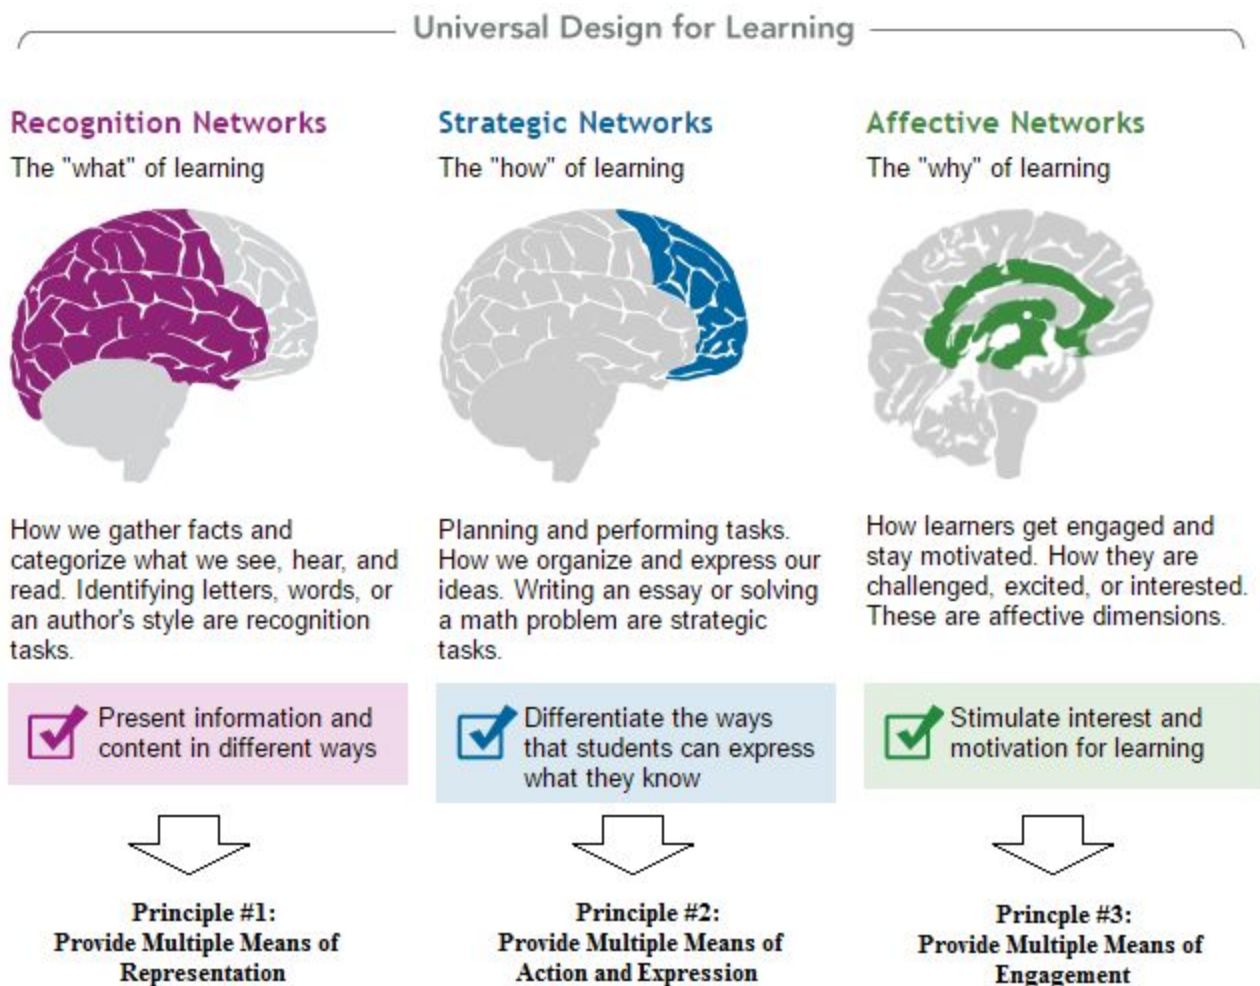 Universal Design for Learning
Recognition Networks
The "what" of learning
How we gather facts and
categorize what we see, hear, and
read. Identifying letters, words, or
an author's style are recognition
tasks.
Present information and
content in different ways
Principle #1:
Provide Multiple Means of
Representation
Strategic Networks
The "how" of learning
Planning and performing tasks.
How we organize and express our
ideas. Writing an essay or solving
a math problem are strategic
tasks.
Differentiate the ways
that students can express
what they know
Principle #2:
Provide Multiple Means of
Action and Expression
Affective Networks
The "why" of learning
How learners get engaged and
stay motivated. How they are
challenged, excited, or interested.
These are affective dimensions.
Stimulate interest and
motivation for learning
Princple #3:
Provide Multiple Means of
Engagement